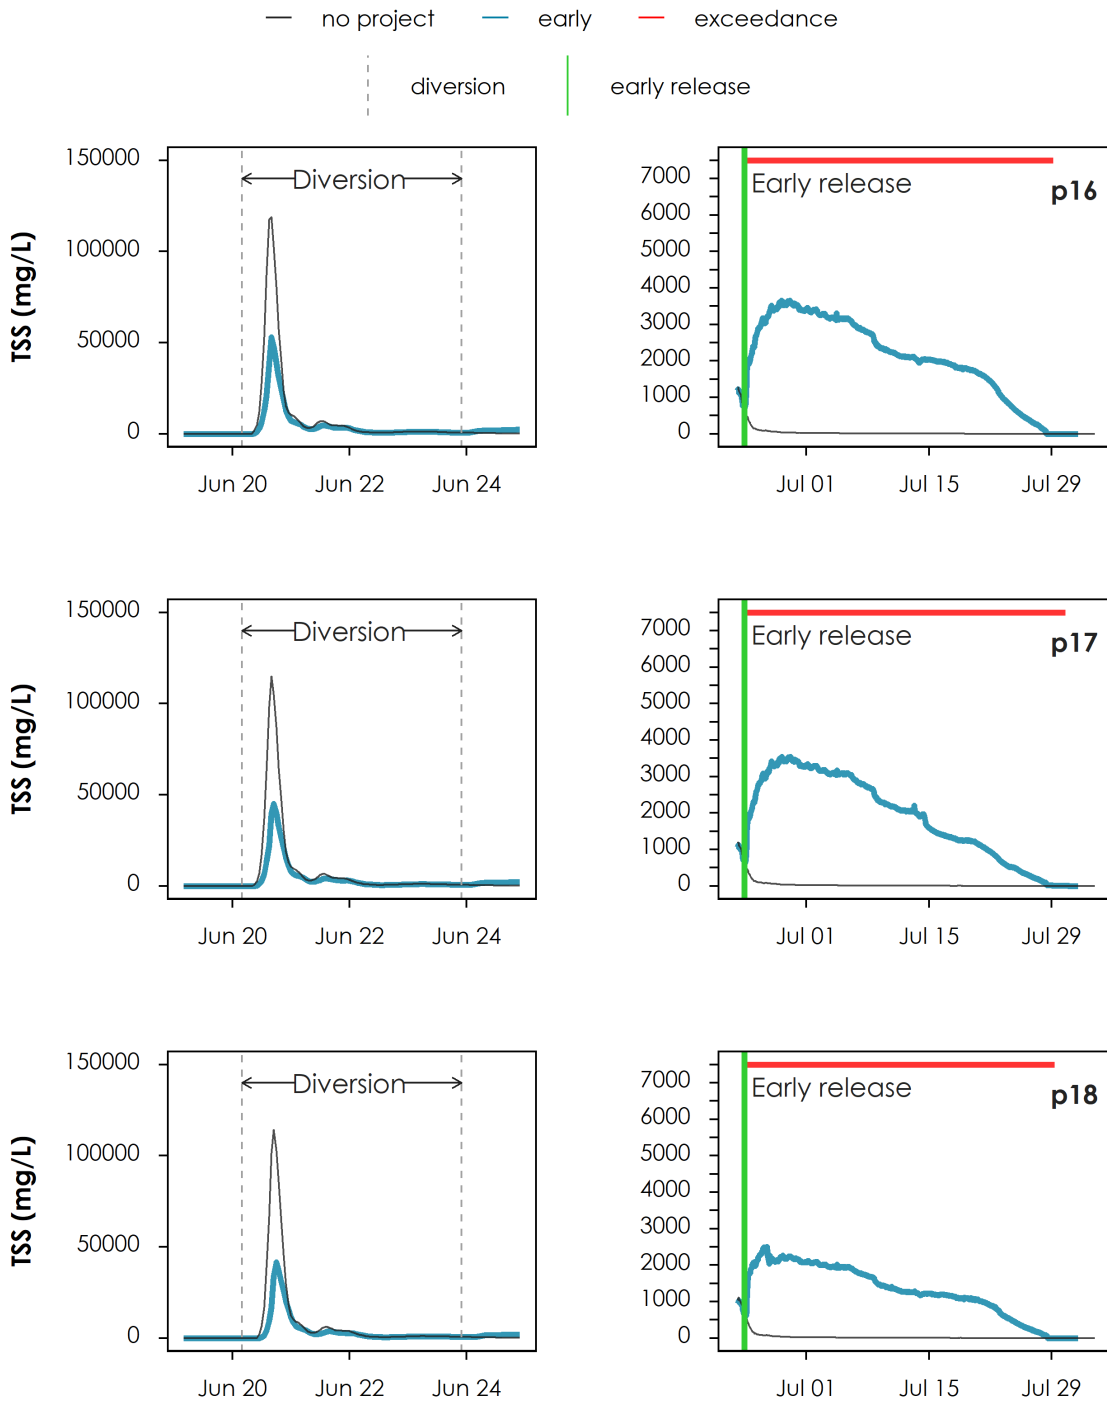 no project early exceedance
diversion early release
TSS (mg/L)
150000
100000
50000
0
Diversion
Jun 20 Jun 22 Jun 24
7000
6000
5000
4000
3000
2000
1000
0
Early release
p16
Jul 01 Jul 15 Jul 29
TSS (mg/L)
150000
100000
50000
0
Diversion
Jun 20 Jun 22 Jun 24
7000
6000
5000
4000
3000
2000
1000
0
Early release
p17
Jul 01 Jul 15 Jul 29
TSS (mg/L)
150000
100000
50000
0
Diversion
Jun 20 Jun 22 Jun 24
7000
6000
5000
4000
3000
2000
1000
0
Early release
p18
Jul 01 Jul 15 Jul 29